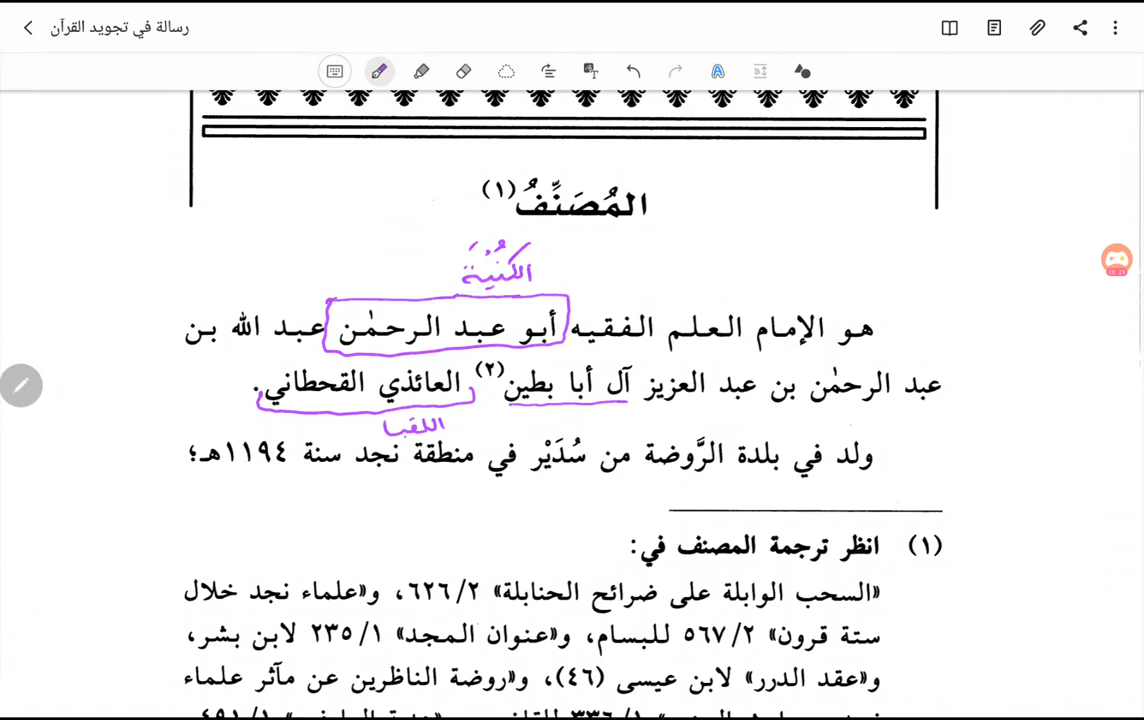 رسالة في تجويد القرآن
المُصَنِّفُ (١)
الكُنْيَة
هو الإمام العلم الفقيه أبو عبد الرحمٰن عبد الله بن
عبد الرحمٰن بن عبد العزيز آل أبا بطين (٢) العائذي القحطاني.
ولد في بلدة الرَّوضة من سُدَيْر في منطقة نجد سنة ١١٩٤هـ؛
(١) انظر ترجمة المصنف في:
«السحب الوابلة على ضرائح الحنابلة» ٦٢٦/٢، و«علماء نجد خلال
ستة قرون» ٥٦٧/٢ للبسام، و«عنوان المجد» ٢٣٥/١ لابن بشر،
و«عقد الدرر» لابن عيسى (٤٦)، و«روضة الناظرين عن مآثر علماء